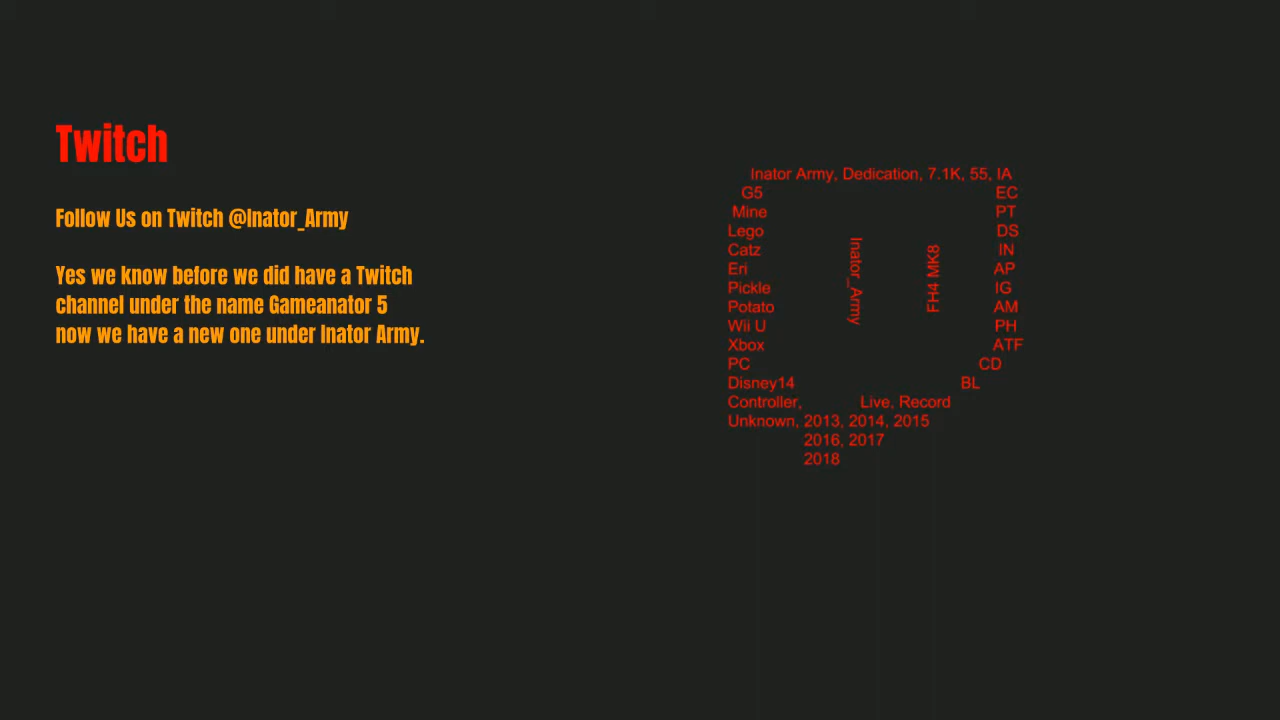 Twitch
Follow Us on Twitch @Inator_Army
Yes we know before we did have a Twitch
channel under the name Gameanator 5
now we have a new one under Inator Army.
Inator Army, Dedication, 7.1K, 55, IA
G5 EC
Mine PT
Lego DS
Catz IN
Eri AP
Pickle IG
Potato AM
Wii U PH
Xbox ATF
PC CD
Disney14 BL
Controller, Live, Record
Unknown, 2013, 2014, 2015
2016, 2017
2018
Inator_Army
FH4 MK8